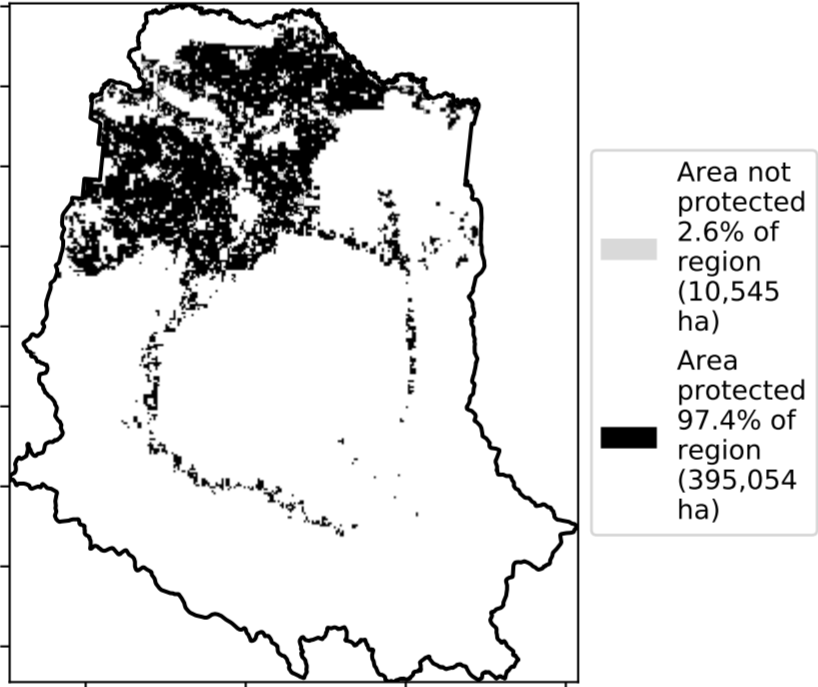 Area not
protected
2.6% of
region
(10,545
ha)
Area
protected
97.4% of
region
(395,054
ha)